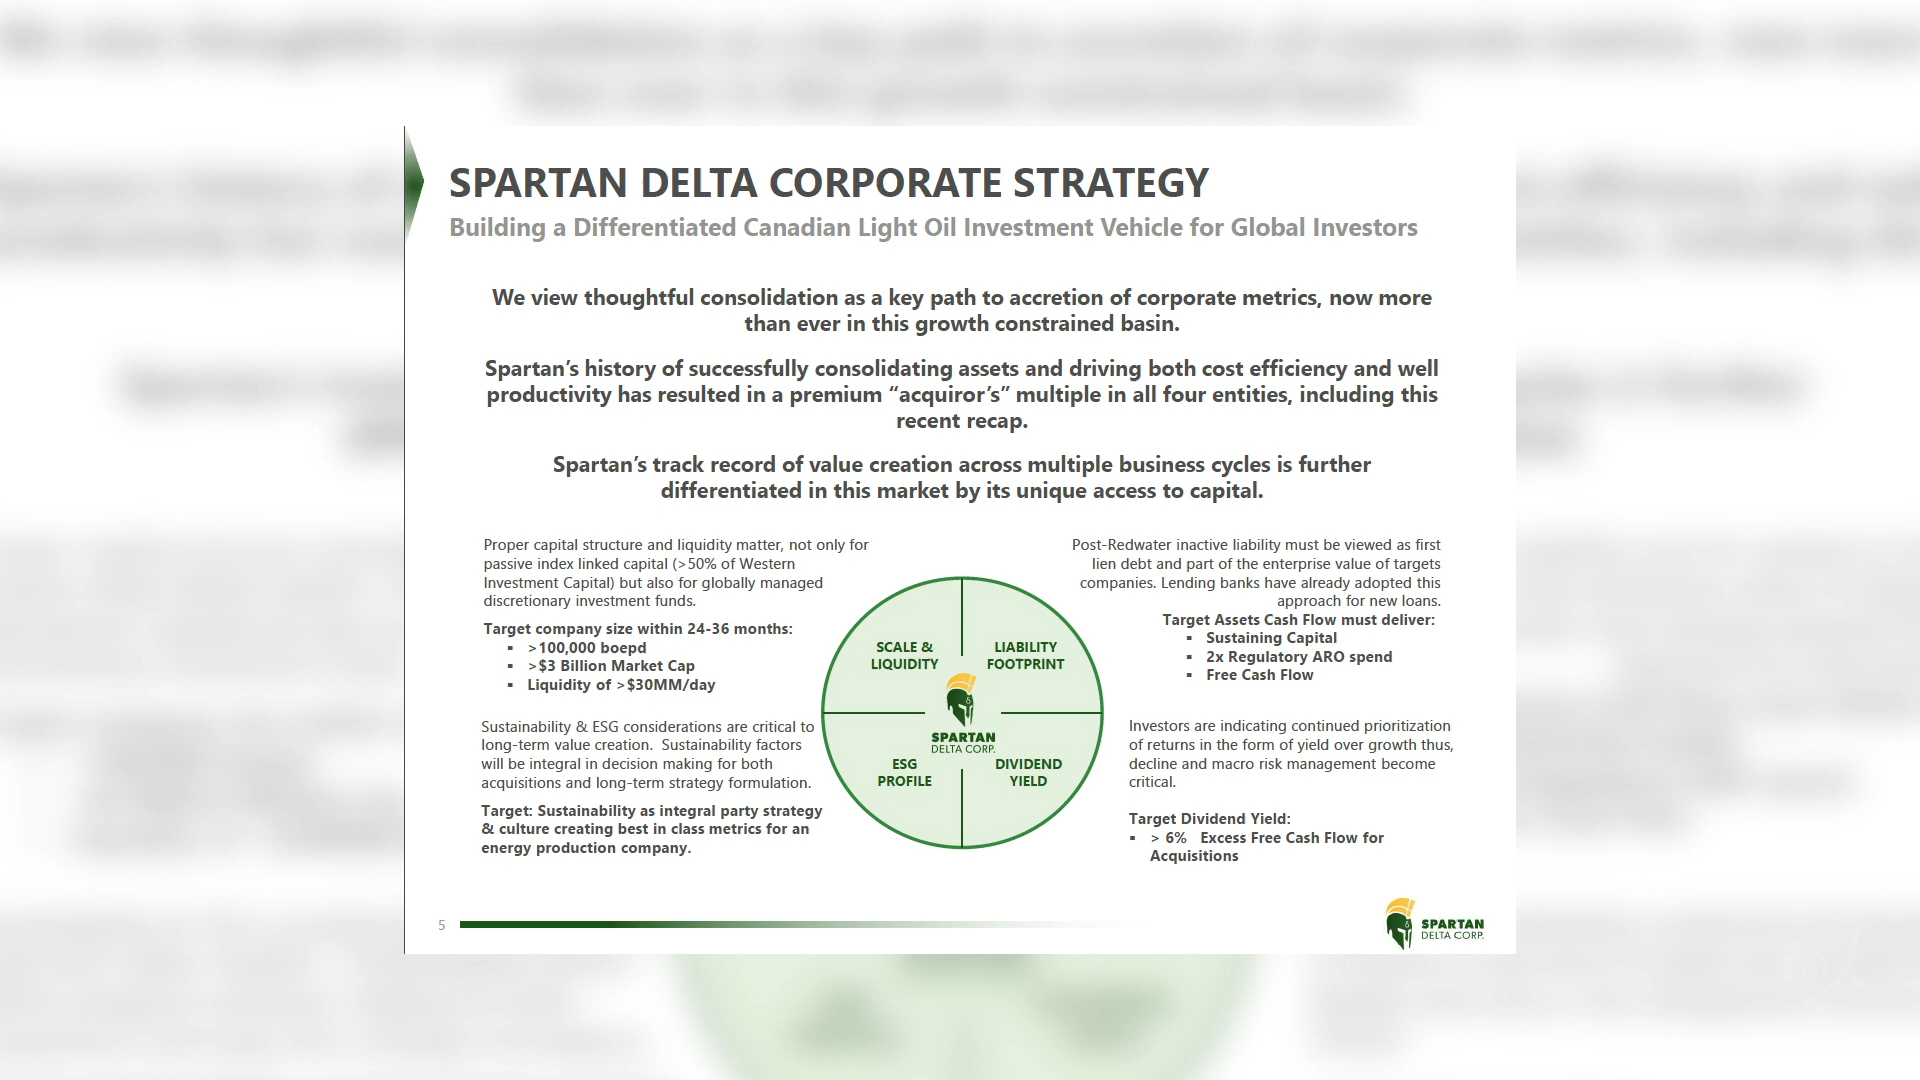 SPARTAN DELTA CORPORATE STRATEGY
Building a Differentiated Canadian Light Oil Investment Vehicle for Global Investors
We view thoughtful consolidation as a key path to accretion of corporate metrics, now more
than ever in this growth constrained basin.
Spartan’s history of successfully consolidating assets and driving both cost efficiency and well
productivity has resulted in a premium “acquiror’s” multiple in all four entities, including this
recent recap.
Spartan’s track record of value creation across multiple business cycles is further
differentiated in this market by its unique access to capital.
Proper capital structure and liquidity matter, not only for
passive index linked capital (>50% of Western
Investment Capital) but also for globally managed
discretionary investment funds.
Target company size within 24-36 months:
▪ >100,000 boepd
▪ >$3 Billion Market Cap
▪ Liquidity of >$30MM/day
Post-Redwater inactive liability must be viewed as first
lien debt and part of the enterprise value of targets
companies. Lending banks have already adopted this
approach for new loans.
Target Assets Cash Flow must deliver:
▪ Sustaining Capital
▪ 2x Regulatory ARO spend
▪ Free Cash Flow
SCALE &
LIQUIDITY
LIABILITY
FOOTPRINT
SPARTAN
DELTA CORP.
ESG
PROFILE
DIVIDEND
YIELD
Sustainability & ESG considerations are critical to
long-term value creation. Sustainability factors
will be integral in decision making for both
acquisitions and long-term strategy formulation.
Target: Sustainability as integral party strategy
& culture creating best in class metrics for an
energy production company.
Investors are indicating continued prioritization
of returns in the form of yield over growth thus,
decline and macro risk management become
critical.
Target Dividend Yield:
▪ > 6% Excess Free Cash Flow for
Acquisitions
5
SPARTAN
DELTA CORP.